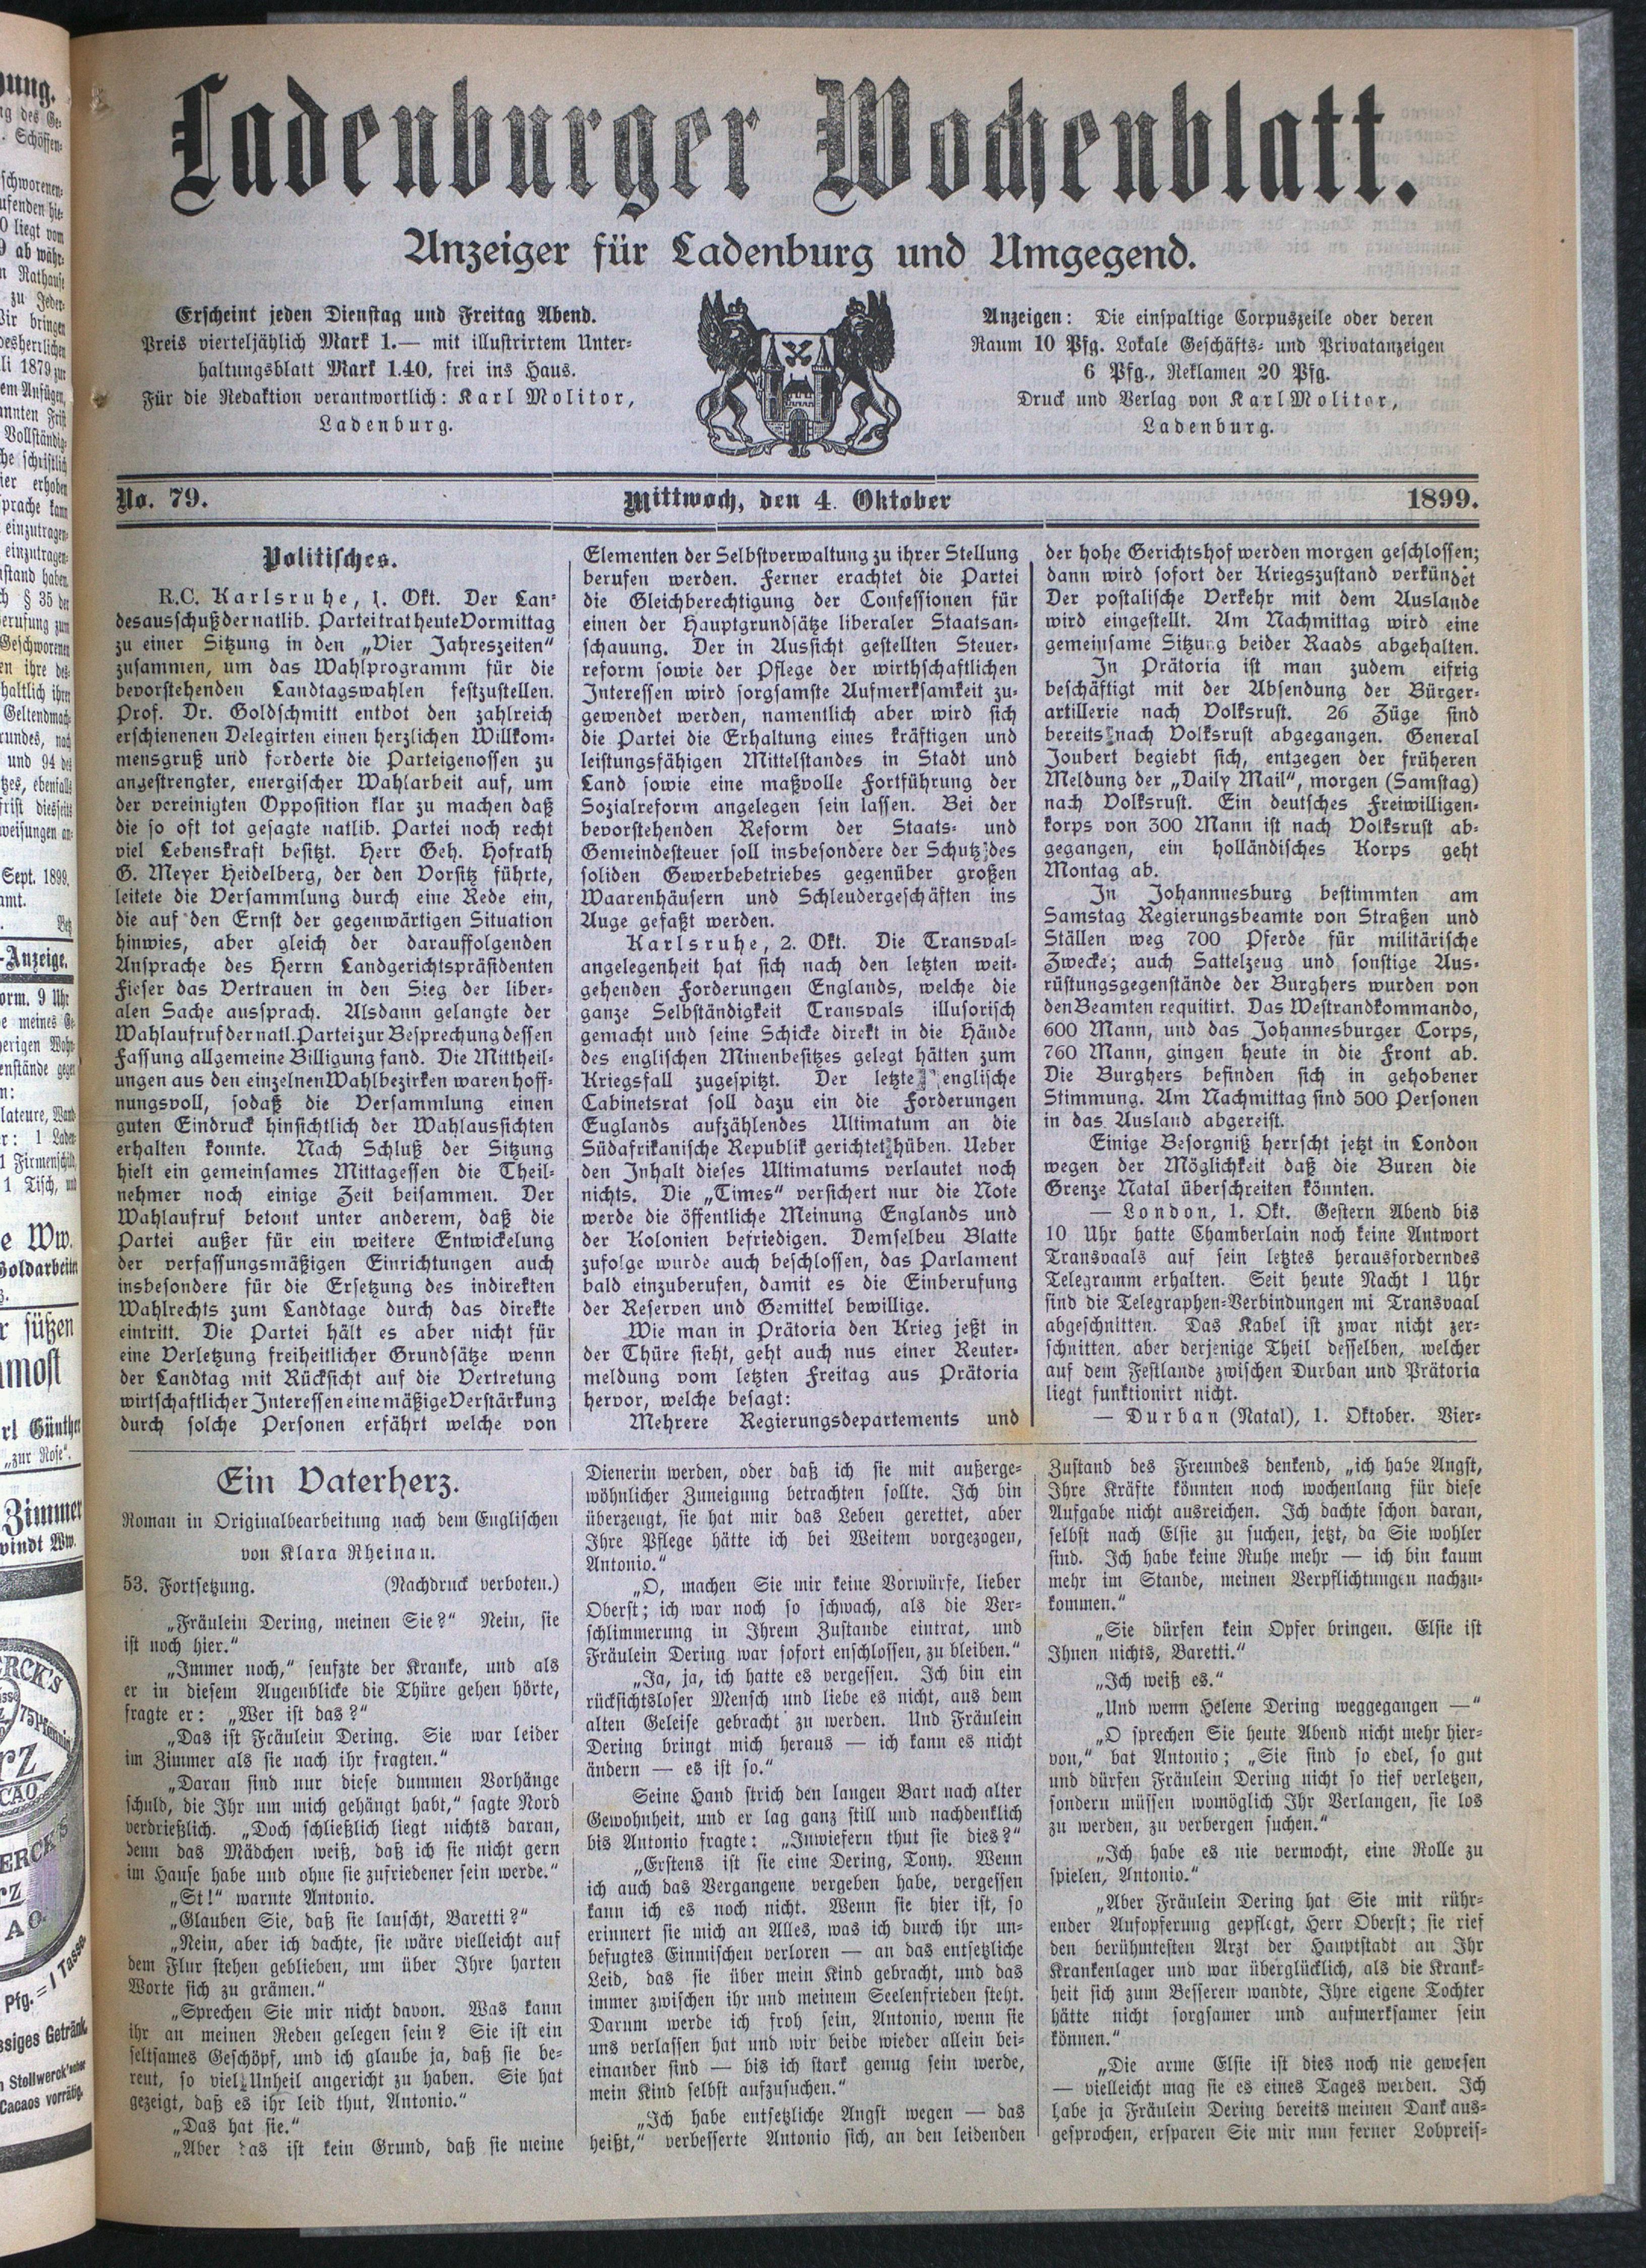 Ladenburger Wochenblatt.
Anzeiger für Ladenburg und Umgegend.
Erscheint jeden Dienstag und Freitag Abend.
Preis vierteljählich Mark 1.— mit illustrirtem Unter-
haltungsblatt Mark 1.40, frei ins Haus.
Für die Redaktion verantwortlich: Karl Molitor,
Ladenburg.
Anzeigen: Die einspaltige Corpuszeile oder deren
Raum 10 Pfg. Lokale Geschäfts- und Privatanzeigen
6 Pfg., Reklamen 20 Pfg.
Druck und Verlag von Karl Molitor,
Ladenburg.
No. 79.
Mittwoch, den 4. Oktober
1899.
Politisches.
R.C. Karlsruhe, 1. Okt. Der Lan-
desausschuß der natlib. Partei trat heute Vormittag
zu einer Sitzung in den „Vier Jahreszeiten"
zusammen, um das Wahlprogramm für die
bevorstehenden Landtagswahlen festzustellen.
Prof. Dr. Goldschmitt entbot den zahlreich
erschienenen Delegirten einen herzlichen Willkom-
mensgruß und forderte die Parteigenossen zu
angestrengter, energischer Wahlarbeit auf, um
der vereinigten Opposition klar zu machen daß
die so oft tot gesagte natlib. Partei noch recht
viel Lebenskraft besitzt. Herr Geh. Hofrath
G. Meyer Heidelberg, der den Vorsitz führte,
leitete die Versammlung durch eine Rede ein,
die auf den Ernst der gegenwärtigen Situation
hinwies, aber gleich der darauffolgenden
Ansprache des Herrn Landgerichtspräsidenten
Fieser das Vertrauen in den Sieg der liber-
alen Sache aussprach. Alsdann gelangte der
Wahlaufruf der natl. Partei zur Besprechung dessen
Fassung allgemeine Billigung fand. Die Mittheil-
ungen aus den einzelnen Wahlbezirken waren hoff-
nungsvoll, sodaß die Versammlung einen
guten Eindruck hinsichtlich der Wahlaussichten
erhalten konnte. Nach Schluß der Sitzung
hielt ein gemeinsames Mittagessen die Theil-
nehmer noch einige Zeit beisammen. Der
Wahlaufruf betont unter anderem, daß die
Partei außer für ein weitere Entwickelung
der verfassungsmäßigen Einrichtungen auch
insbesondere für die Ersetzung des indirekten
Wahlrechts zum Landtage durch das direkte
eintritt. Die Partei hält es aber nicht für
eine Verletzung freiheitlicher Grundsätze wenn
der Landtag mit Rücksicht auf die Vertretung
wirtschaftlicher Interessen eine mäßige Verstärkung
durch solche Personen erfährt welche von
Elementen der Selbstverwaltung zu ihrer Stellung
berufen werden. Ferner erachtet die Partei
die Gleichberechtigung der Confessionen für
einen der Hauptgrundsätze liberaler Staatsan-
schauung. Der in Aussicht gestellten Steuer-
reform sowie der Pflege der wirthschaftlichen
Interessen wird sorgsamste Aufmerksamkeit zu-
gewendet werden, namentlich aber wird sich
die Partei die Erhaltung eines kräftigen und
leistungsfähigen Mittelstandes in Stadt und
Land sowie eine maßvolle Fortführung der
Sozialreform angelegen sein lassen. Bei der
bevorstehenden Reform der Staats- und
Gemeindesteuer soll insbesondere der Schutz des
soliden Gewerbebetriebes gegenüber großen
Waarenhäusern und Schleudergeschäften ins
Auge gefaßt werden.
Karlsruhe, 2. Okt. Die Transval-
angelegenheit hat sich nach den letzten weit-
gehenden Forderungen Englands, welche die
ganze Selbständigkeit Transvals illusorisch
gemacht und seine Schicke direkt in die Hände
des englischen Minenbesitzes gelegt hätten zum
Kriegsfall zugespitzt. Der letzte englische
Cabinetsrat soll dazu ein die Forderungen
Euglands aufzählendes Ultimatum an die
Südafrikanische Republik gerichtet hüben. Ueber
den Inhalt dieses Ultimatums verlautet noch
nichts. Die „Times" versichert nur die Note
werde die öffentliche Meinung Englands und
der Kolonien befriedigen. Demselbeu Blatte
zufolge wurde auch beschlossen, das Parlament
bald einzuberufen, damit es die Einberufung
der Reserven und Gemittel bewillige.
Wie man in Prätoria den Krieg jeßt in
der Thüre sieht, geht auch nus einer Reuter-
meldung vom letzten Freitag aus Prätoria
hervor, welche besagt:
Mehrere Regierungsdepartements und
der hohe Gerichtshof werden morgen geschlossen;
dann wird sofort der Kriegszustand verkündet
Der postalische Verkehr mit dem Auslande
wird eingestellt. Am Nachmittag wird eine
gemeinsame Sitzung beider Raads abgehalten.
In Prätoria ist man zudem eifrig
beschäftigt mit der Absendung der Bürger-
artillerie nach Volksrust. 26 Züge sind
bereits nach Volksrust abgegangen. General
Joubert begiebt sich, entgegen der früheren
Meldung der „Daily Mail", morgen (Samstag)
nach Volksrust. Ein deutsches Freiwilligen-
korps von 300 Mann ist nach Volksrust ab-
gegangen, ein holländisches Korps geht
Montag ab.
In Johannnesburg bestimmten am
Samstag Regierungsbeamte von Straßen und
Ställen weg 700 Pferde für militärische
Zwecke; auch Sattelzeug und sonstige Aus-
rüstungsgegenstände der Burghers wurden von
den Beamten requitirt. Das Westrandkommando,
600 Mann, und das Johannesburger Corps,
760 Mann, gingen heute in die Front ab.
Die Burghers befinden sich in gehobener
Stimmung. Am Nachmittag sind 500 Personen
in das Ausland abgereist.
Einige Besorgniß herrscht jetzt in London
wegen der Möglichkeit daß die Buren die
Grenze Natal überschreiten könnten.
— London, 1. Okt. Gestern Abend bis
10 Uhr hatte Chamberlain noch keine Antwort
Transvaals auf sein letztes herausforderndes
Telegramm erhalten. Seit heute Nacht 1 Uhr
sind die Telegraphen-Verbindungen mi Transvaal
abgeschnitten. Das Kabel ist zwar nicht zer-
schnitten, aber derjenige Theil desselben, welcher
auf dem Festlande zwischen Durban und Prätoria
liegt funktionirt nicht.
— Durban (Natal), 1. Oktober. Vier-
Ein Vaterherz.
Roman in Originalbearbeitung nach dem Englischen
von Klara Rheinau.
53. Fortsetzung. (Nachdruck verboten.)
„Fräulein Dering, meinen Sie?" Nein, sie
ist noch hier."
„Immer noch," seufzte der Kranke, und als
er in diesem Augenblicke die Thüre gehen hörte,
fragte er: „Wer ist das?"
„Das ist Fräulein Dering. Sie war leider
im Zimmer als sie nach ihr fragten."
„Daran sind nur diese dummen Vorhänge
schuld, die Ihr um mich gehängt habt," sagte Nord
verdrießlich. „Doch schließlich liegt nichts daran,
denn das Mädchen weiß, daß ich sie nicht gern
im Hause habe und ohne sie zufriedener sein werde."
„St!" warnte Antonio.
„Glauben Sie, daß sie lauscht, Baretti?"
„Nein, aber ich dachte, sie wäre vielleicht auf
dem Flur stehen geblieben, um über Ihre harten
Worte sich zu grämen."
„Sprechen Sie mir nicht davon. Was kann
ihr an meinen Reden gelegen sein? Sie ist ein
seltsames Geschöpf, und ich glaube ja, daß sie be-
reut, so viel Unheil angericht zu haben. Sie hat
gezeigt, daß es ihr leid thut, Antonio."
„Das hat sie."
„Aber das ist kein Grund, daß sie meine
Dienerin werden, oder daß ich sie mit außerge-
wöhnlicher Zuneigung betrachten sollte. Ich bin
überzeugt, sie hat mir das Leben gerettet, aber
Ihre Pflege hätte ich bei Weitem vorgezogen,
Antonio."
„O, machen Sie mir keine Vorwürfe, lieber
Oberst; ich war noch so schwach, als die Ver-
schlimmerung in Ihrem Zustande eintrat, und
Fräulein Dering war sofort enschlossen, zu bleiben."
„Ja, ja, ich hatte es vergessen. Ich bin ein
rücksichtsloser Mensch und liebe es nicht, aus dem
alten Geleise gebracht zu werden. Und Fräulein
Dering bringt mich heraus — ich kann es nicht
ändern — es ist so."
Seine Hand strich den langen Bart nach alter
Gewohnheit, und er lag ganz still und nachdenklich
bis Antonio fragte: „Inwiefern thut sie dies?"
„Erstens ist sie eine Dering, Tony. Wenn
ich auch das Vergangene vergeben habe, vergessen
kann ich es noch nicht. Wenn sie hier ist, so
erinnert sie mich an Alles, was ich durch ihr un-
befugtes Einmischen verloren — an das entsetzliche
Leid, das sie über mein Kind gebracht, und das
immer zwischen ihr und meinem Seelenfrieden steht.
Darum werde ich froh sein, Antonio, wenn sie
uns verlassen hat und wir beide wieder allein bei-
einander sind — bis ich stark genug sein werde,
mein Kind selbst aufzusuchen."
„Ich habe entsetzliche Angst wegen — das
heißt," verbesserte Antonio sich, an den leidenden
Zustand des Freundes denkend, „ich habe Angst,
Ihre Kräfte könnten noch wochenlang für diese
Aufgabe nicht ausreichen. Ich dachte schon daran,
selbst nach Elsie zu suchen, jetzt, da Sie wohler
sind. Ich habe keine Ruhe mehr — ich bin kaum
mehr im Stande, meinen Verpflichtungen nachzu-
kommen."
„Sie dürfen kein Opfer bringen. Elsie ist
Ihnen nichts, Baretti."
„Ich weiß es."
„Und wenn Helene Dering weggegangen —"
„O sprechen Sie heute Abend nicht mehr hier-
von," bat Antonio; „Sie sind so edel, so gut
und dürfen Fräulein Dering nicht so tief verletzen,
sondern müssen womöglich Ihr Verlangen, sie los
zu werden, zu verbergen suchen."
„Ich habe es nie vermocht, eine Rolle zu
spielen, Antonio."
„Aber Fräulein Dering hat Sie mit rühr-
ender Aufopferung gepflegt, Herr Oberst; sie rief
den berühmtesten Arzt der Hauptstadt an Ihr
Krankenlager und war überglücklich, als die Krank-
heit sich zum Besseren wandte, Ihre eigene Tochter
hätte nicht sorgsamer und aufmerksamer sein
können."
„Die arme Elsie ist dies noch nie gewesen
— vielleicht mag sie es eines Tages werden. Ich
habe ja Fräulein Dering bereits meinen Dank aus-
gesprochen, ersparen Sie mir nun ferner Lobpreis-